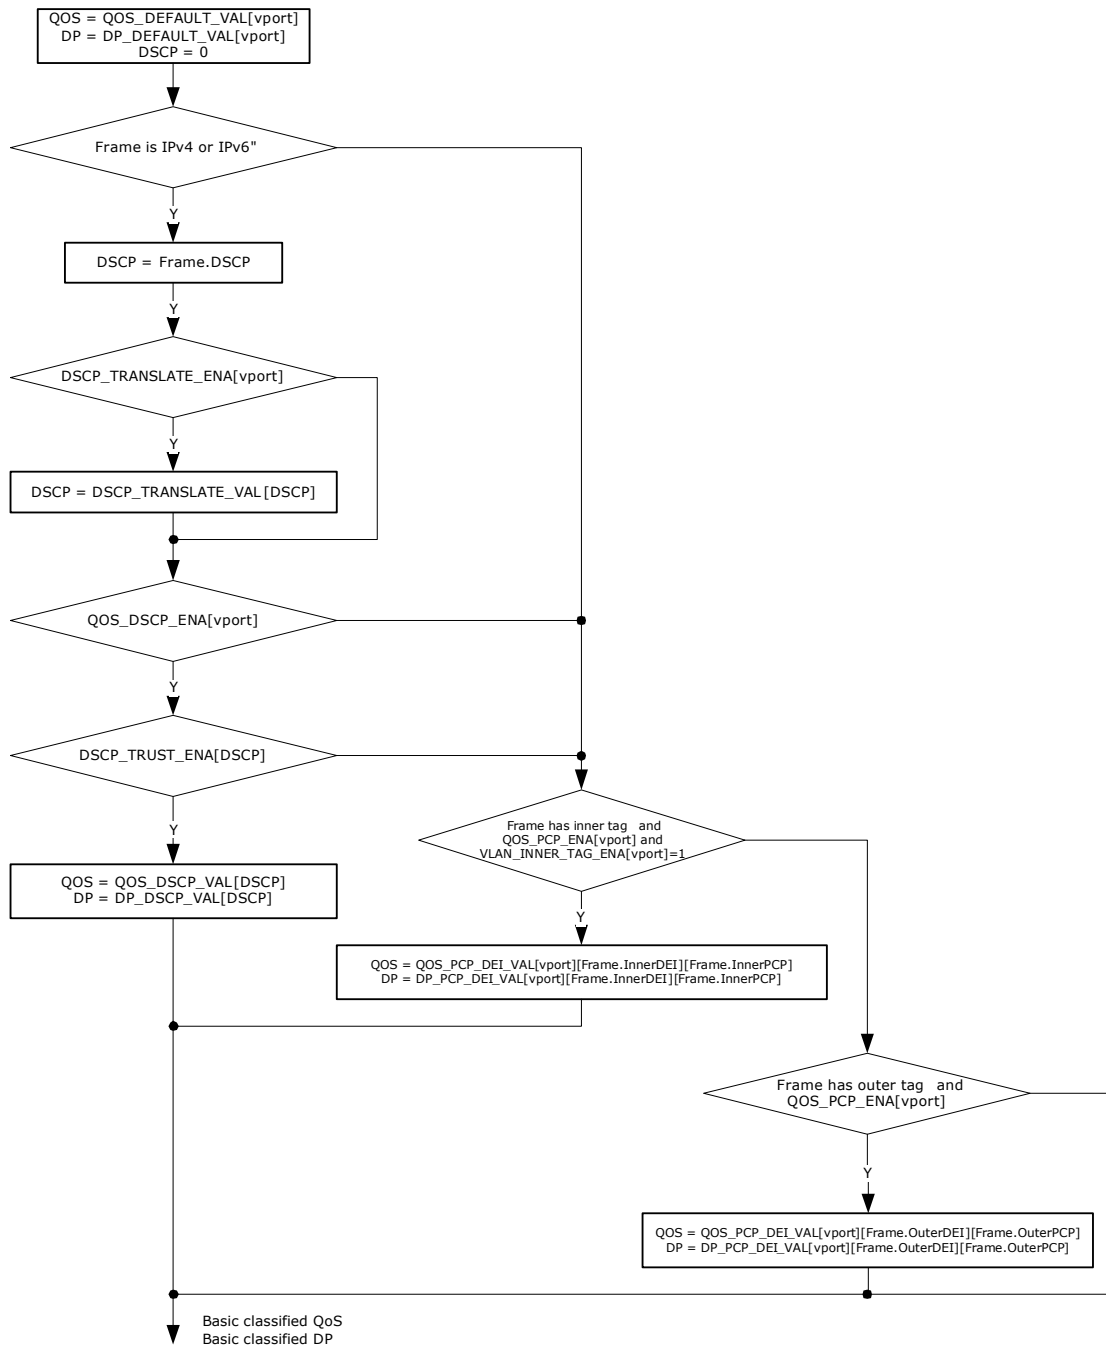 QOS = QOS_DEFAULT_VAL[vport]
DP = DP_DEFAULT_VAL[vport]
DSCP = 0
Frame is IPv4 or IPv6"
Y
DSCP = Frame.DSCP
Y
DSCP_TRANSLATE_ENA[vport]
Y
DSCP = DSCP_TRANSLATE_VAL[DSCP]
QOS_DSCP_ENA[vport]
Y
DSCP_TRUST_ENA[DSCP]
Y
QOS = QOS_DSCP_VAL[DSCP]
DP = DP_DSCP_VAL[DSCP]
Frame has inner tag and
QOS_PCP_ENA[vport] and
VLAN_INNER_TAG_ENA[vport]=1
Y
QOS = QOS_PCP_DEI_VAL[vport][Frame.InnerDEI][Frame.InnerPCP]
DP = DP_PCP_DEI_VAL[vport][Frame.InnerDEI][Frame.InnerPCP]
Frame has outer tag and
QOS_PCP_ENA[vport]
Y
QOS = QOS_PCP_DEI_VAL[vport][Frame.OuterDEI][Frame.OuterPCP]
DP = DP_PCP_DEI_VAL[vport][Frame.OuterDEI][Frame.OuterPCP]
Basic classified QoS
Basic classified DP